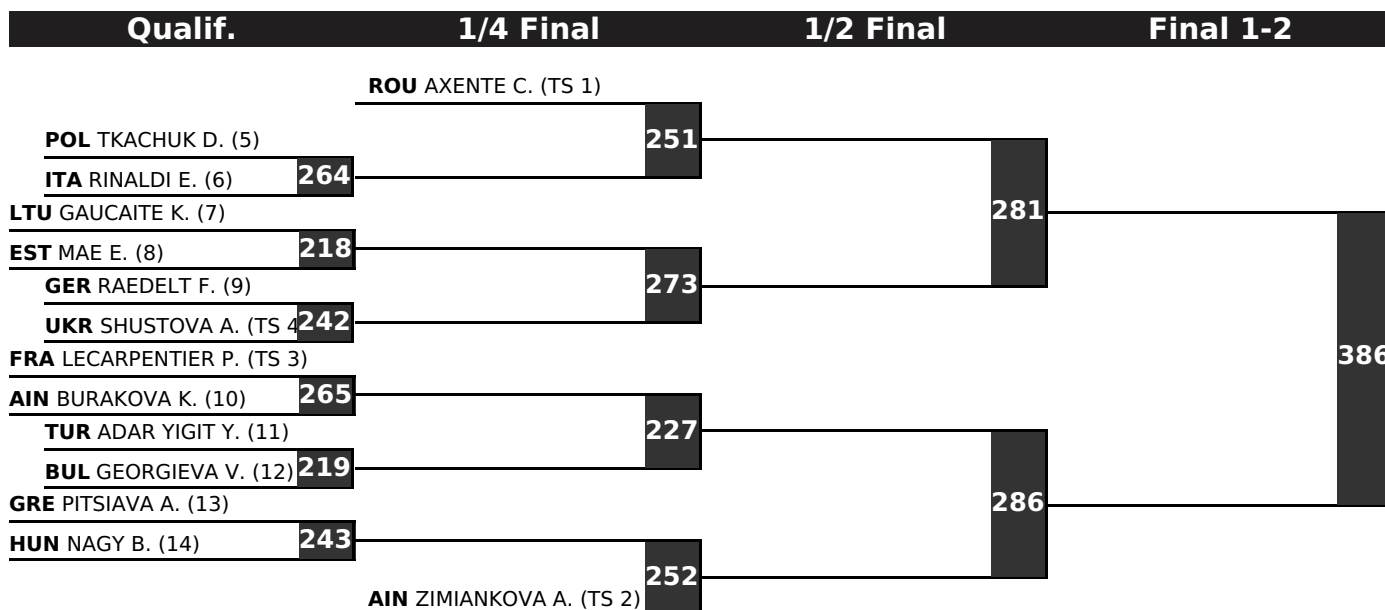 Qualif. 1/4 Final 1/2 Final Final 1-2
ROU AXENTE C. (TS 1)
251
POL TKACHUK D. (5)
264
ITA RINALDI E. (6)
281
LTU GAUCAITE K. (7)
218
EST MAE E. (8)
273
GER RAEDELT F. (9)
242
UKR SHUSTOVA A. (TS 4
386
FRA LECARPENTIER P. (TS 3)
265
AIN BURAKOVA K. (10)
227
TUR ADAR YIGIT Y. (11)
219
BUL GEORGIEVA V. (12)
286
GRE PITSIAVA A. (13)
243
HUN NAGY B. (14)
252
AIN ZIMIANKOVA A. (TS 2)